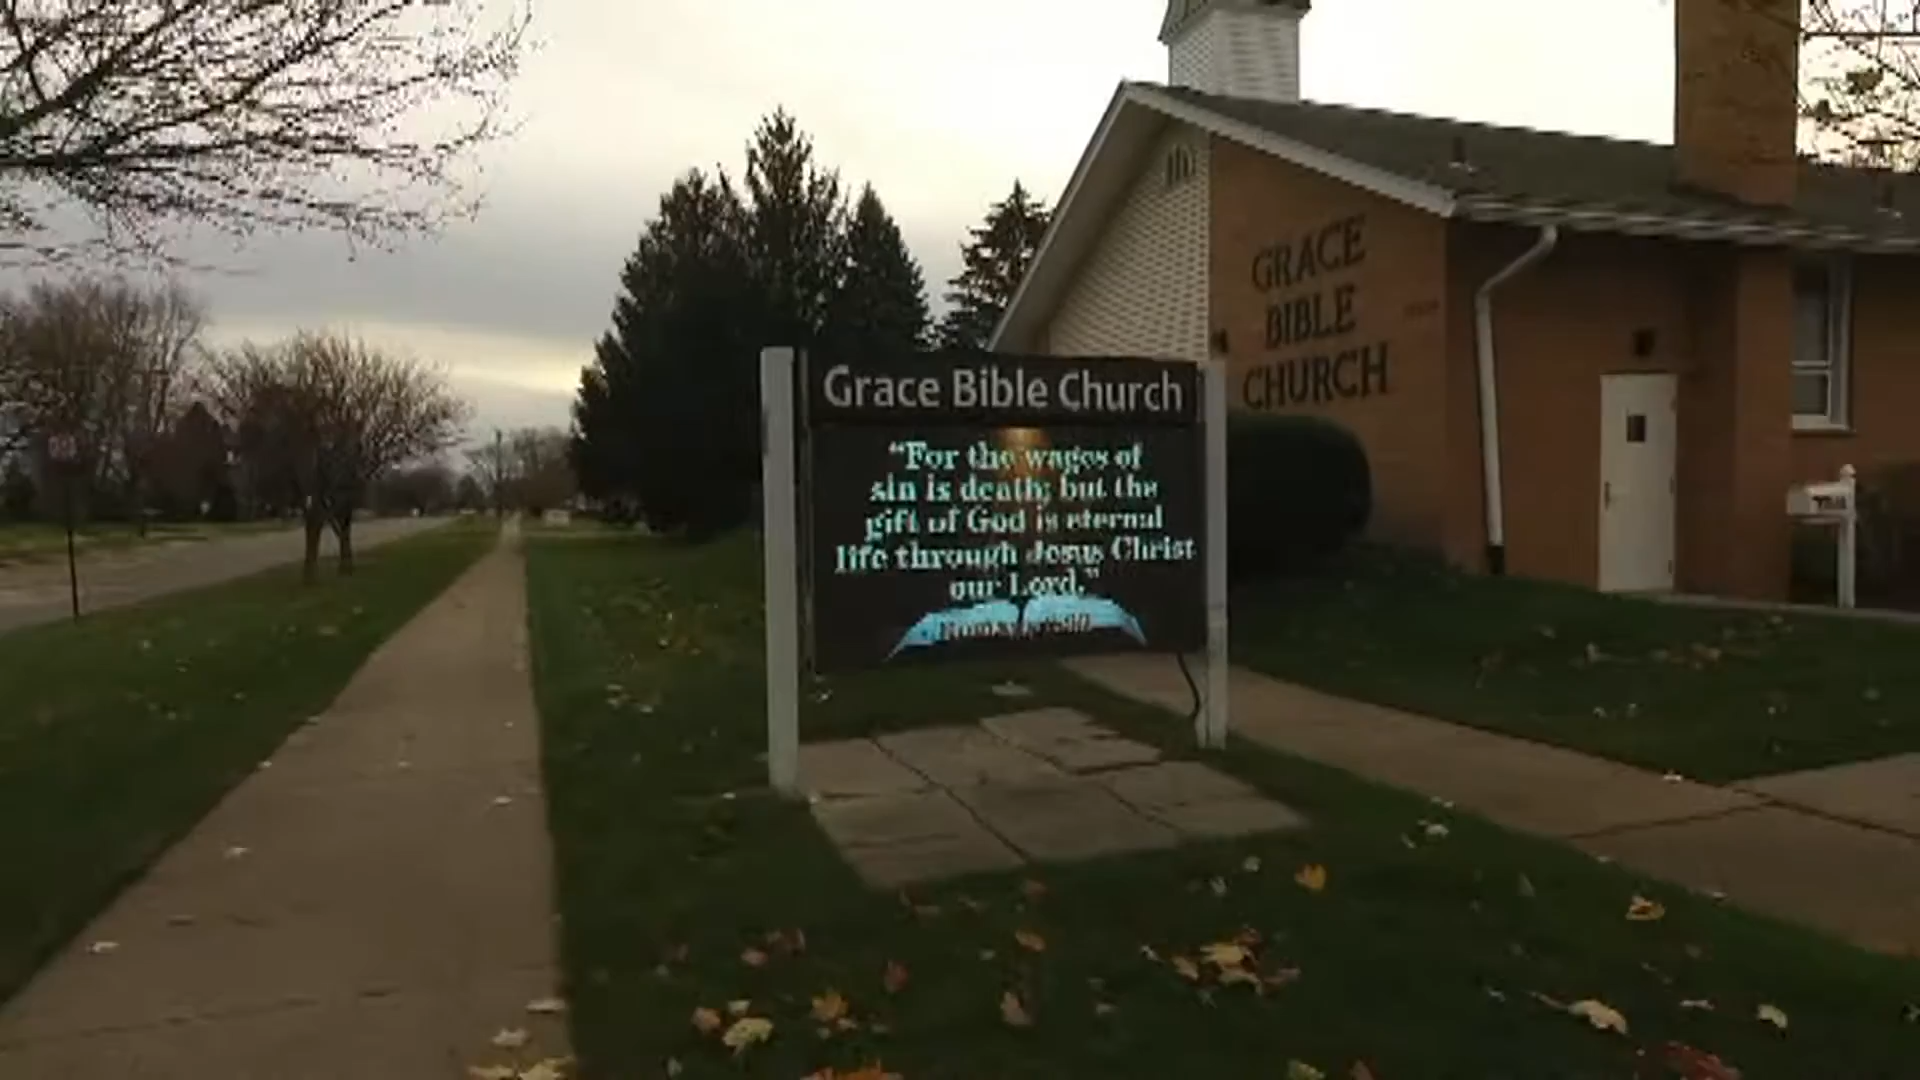 GRACE
BIBLE
CHURCH
Grace Bible Church
“For the wages of
sin is death; but the
gift of God is eternal
life through Jesus Christ
our Lord.”